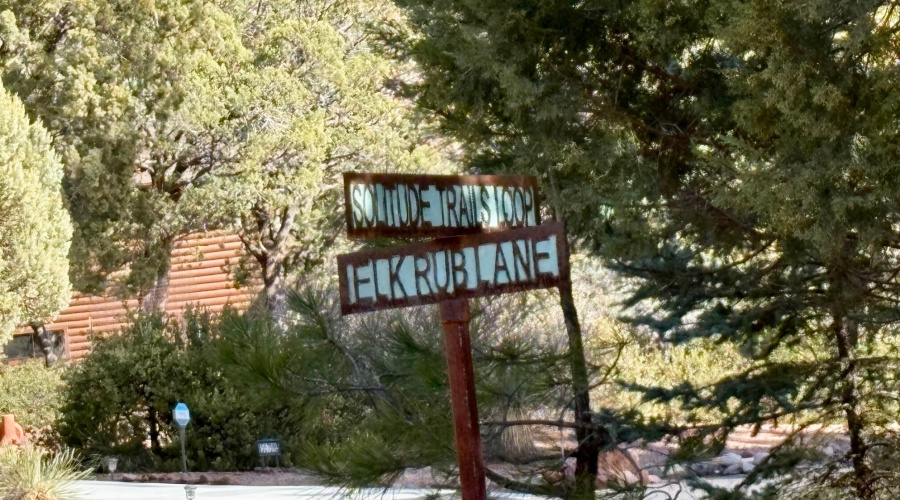 SOLITUDE TRAILS LOOP
ELK RUB LANE